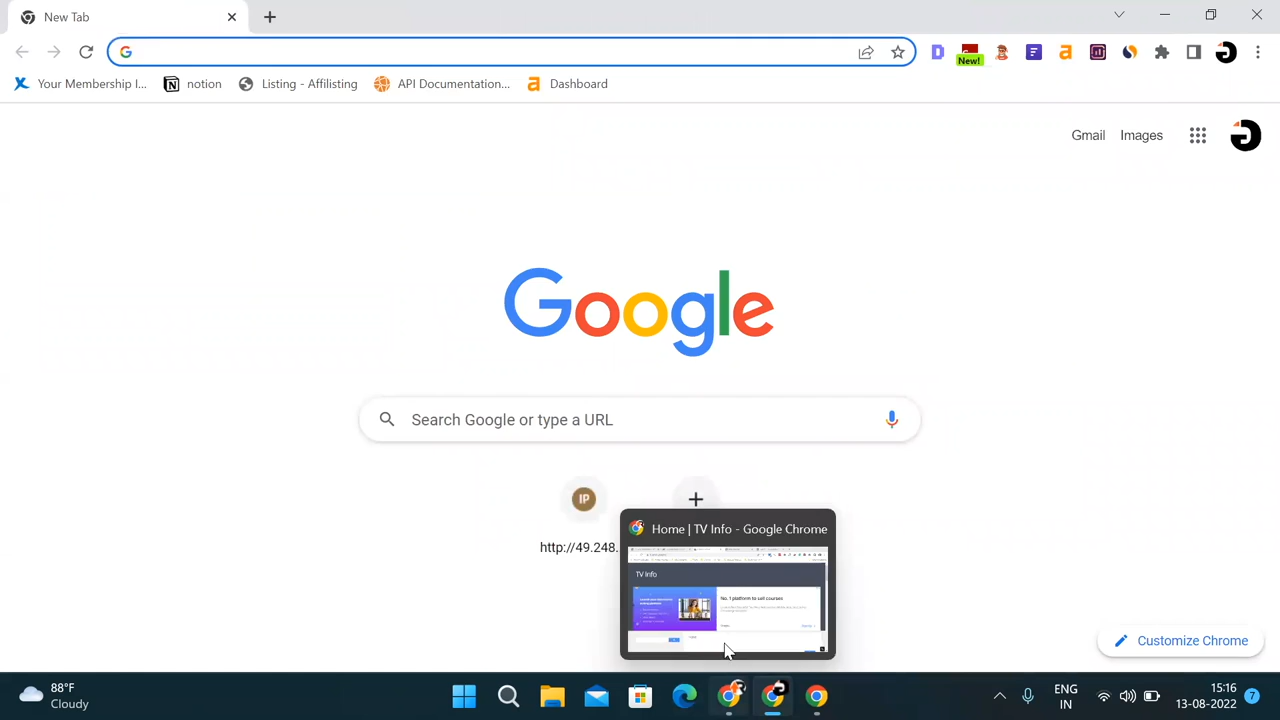 New Tab
New!
Your Membership I...
notion
Listing - Affilisting
API Documentation...
Dashboard
Gmail
Images
Google
Search Google or type a URL
IP
http://49.248.
Home | TV Info - Google Chrome
TV Info
No. 1 platform to sell courses
Customize Chrome
88°F
Cloudy
ENG
IN
15:16
13-08-2022
7